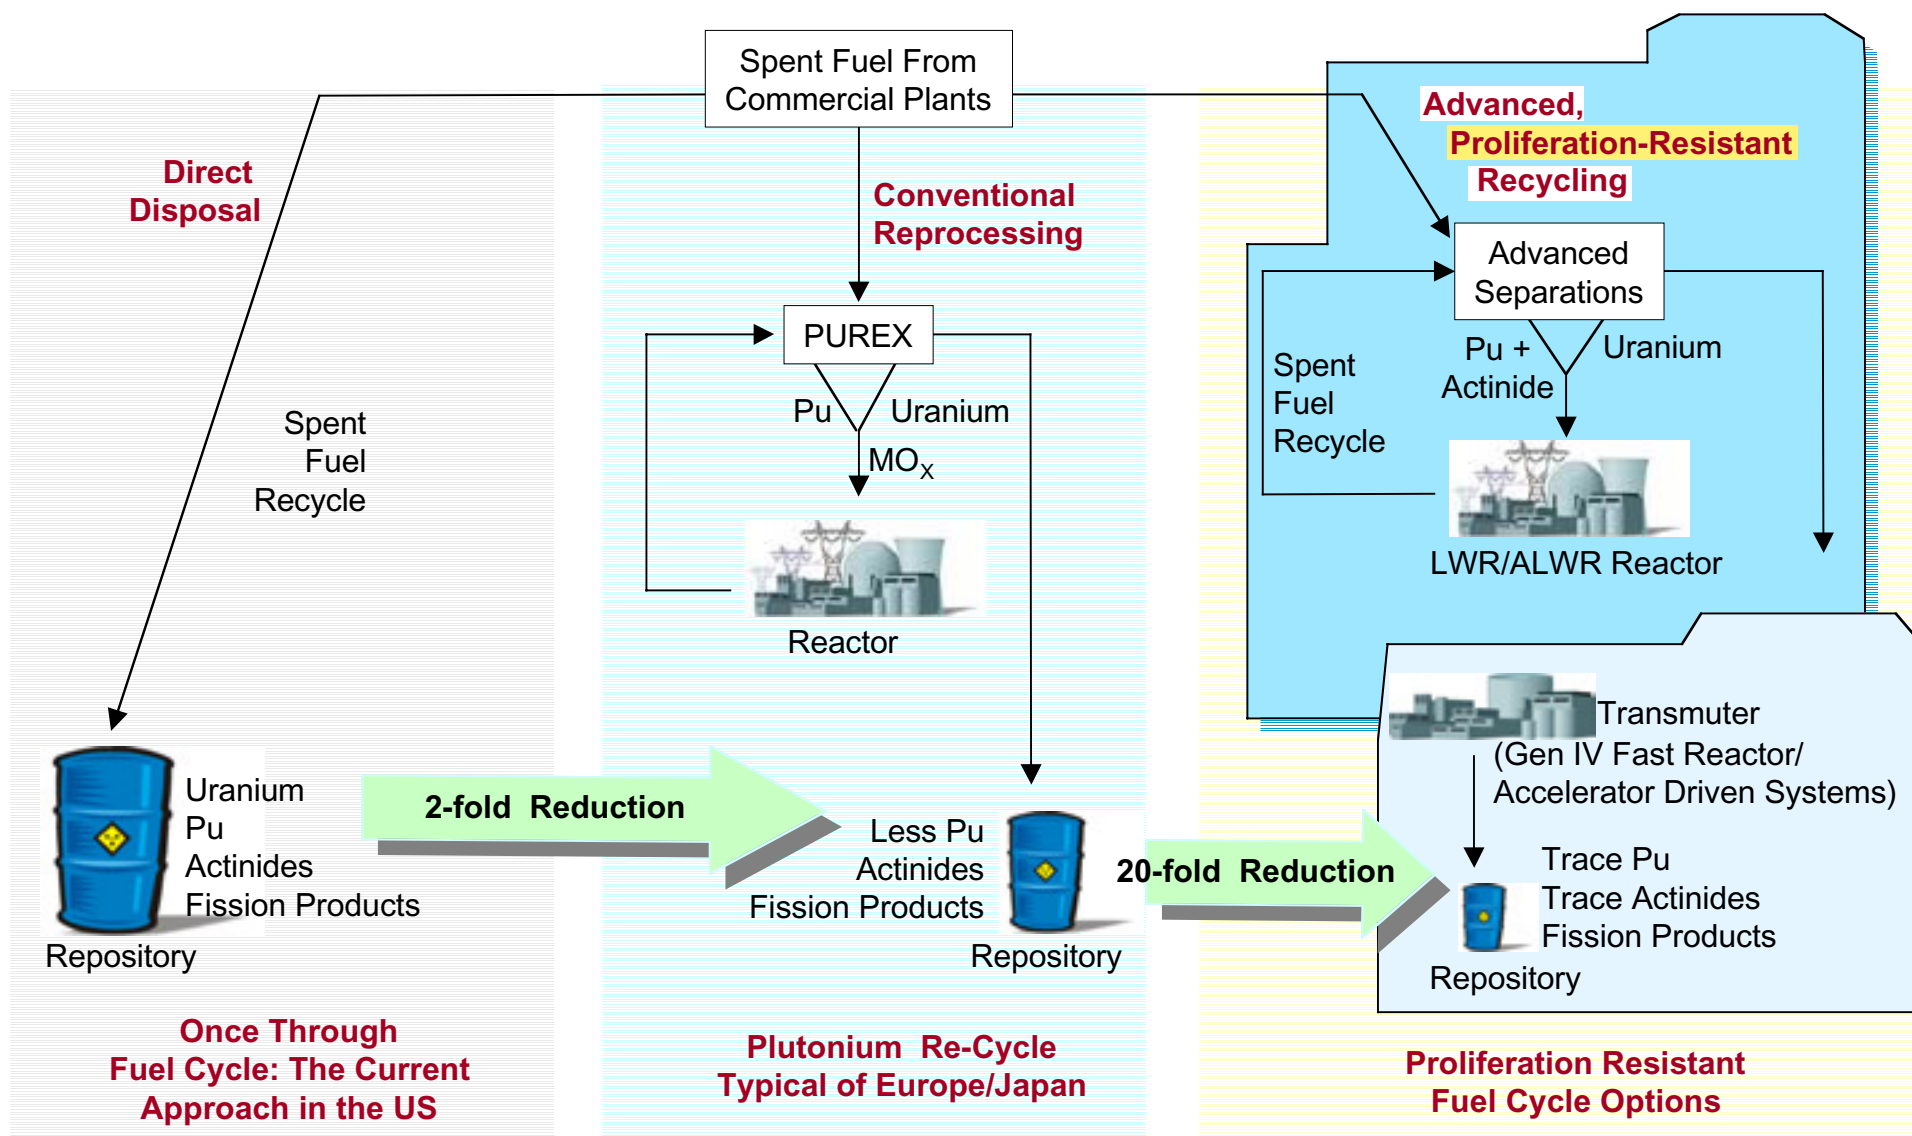 Spent Fuel From
Commercial Plants
Direct
Disposal
Spent
Fuel
Recycle
Uranium
Pu
Actinides
Fission Products
Repository
Once Through
Fuel Cycle: The Current
Approach in the US
2-fold Reduction
Conventional
Reprocessing
PUREX
Pu
Uranium
MOX
Reactor
Less Pu
Actinides
Fission Products
Repository
Plutonium Re-Cycle
Typical of Europe/Japan
20-fold Reduction
Advanced,
Proliferation-Resistant
Recycling
Advanced
Separations
Pu +
Actinide
Uranium
Spent
Fuel
Recycle
LWR/ALWR Reactor
Transmuter
(Gen IV Fast Reactor/
Accelerator Driven Systems)
Trace Pu
Trace Actinides
Fission Products
Repository
Proliferation Resistant
Fuel Cycle Options